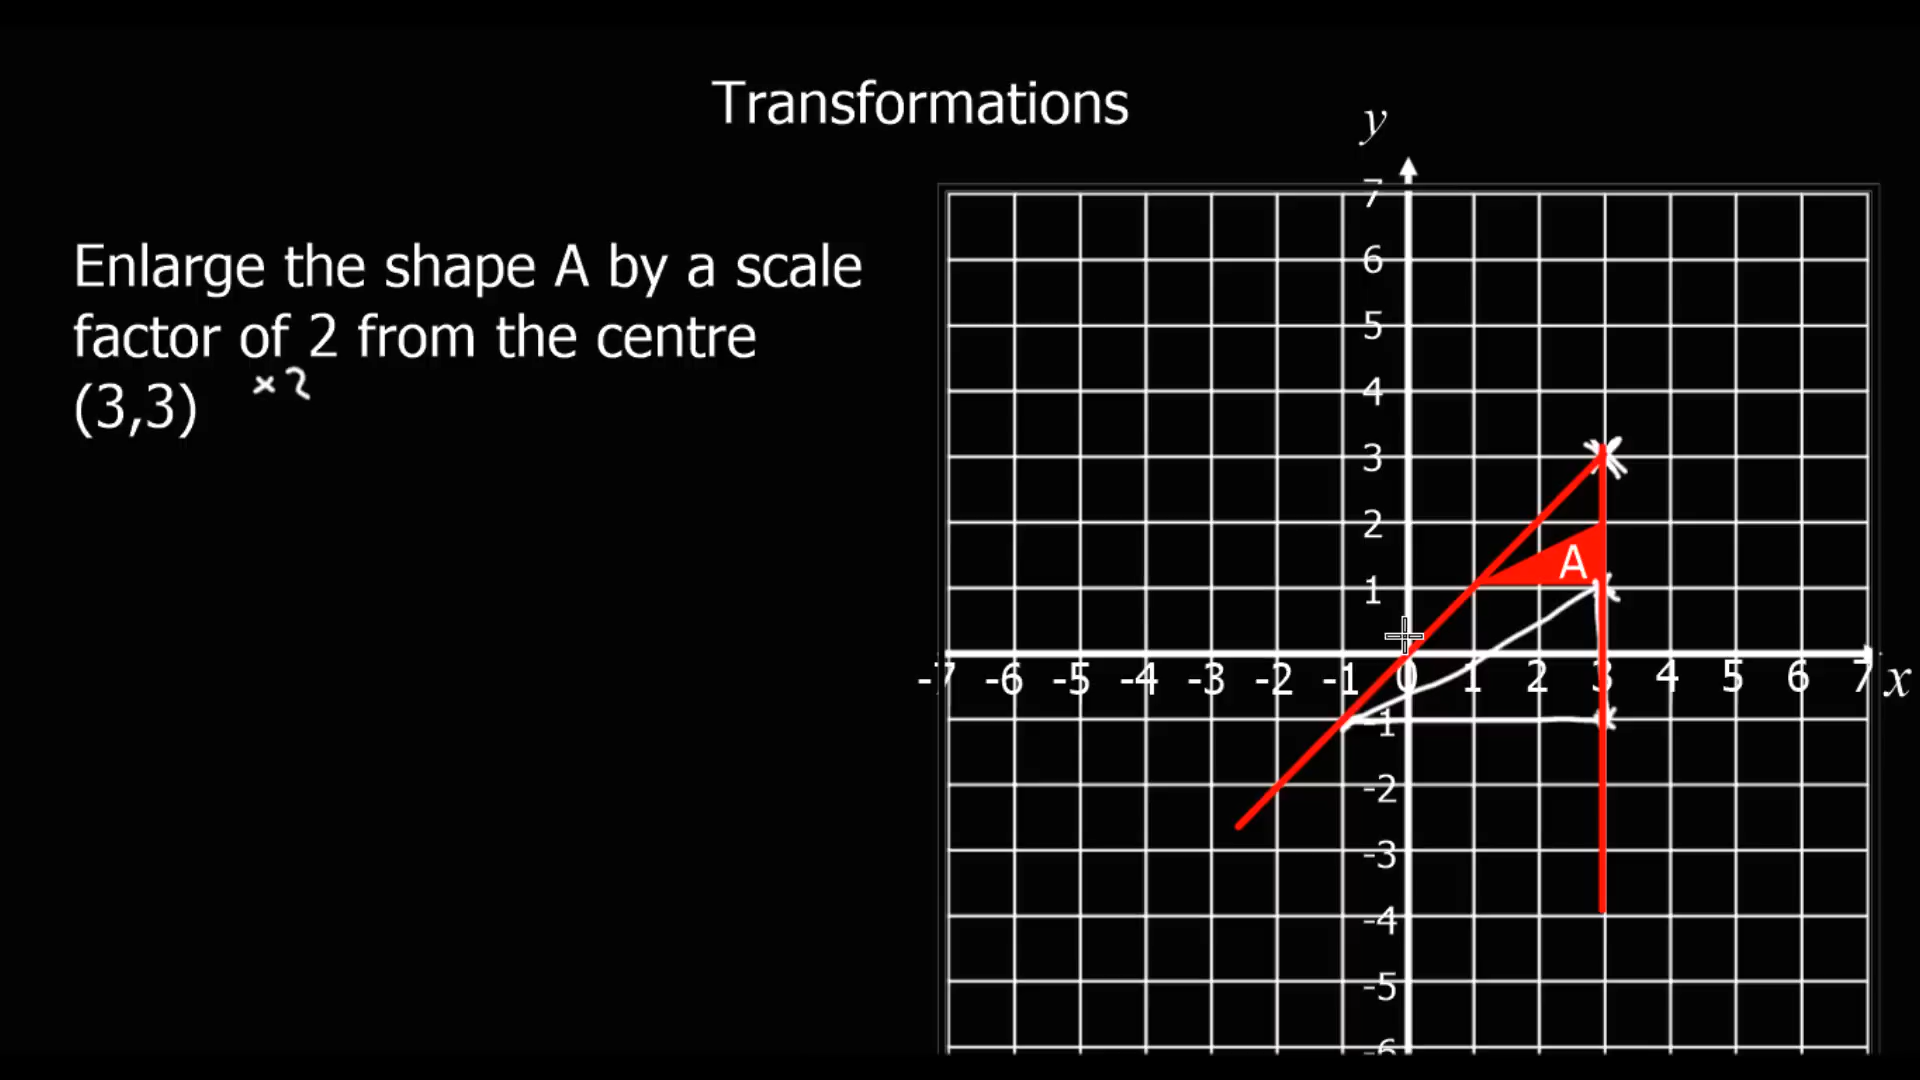 Transformations
y
Enlarge the shape A by a scale
factor of 2 from the centre
(3,3)
×2
7
6
5
4
3
2
A
1
-7 -6 -5 -4 -3 -2 -1 0 1 2 3 4 5 6 7 x
-1
-2
-3
-4
-5
-6